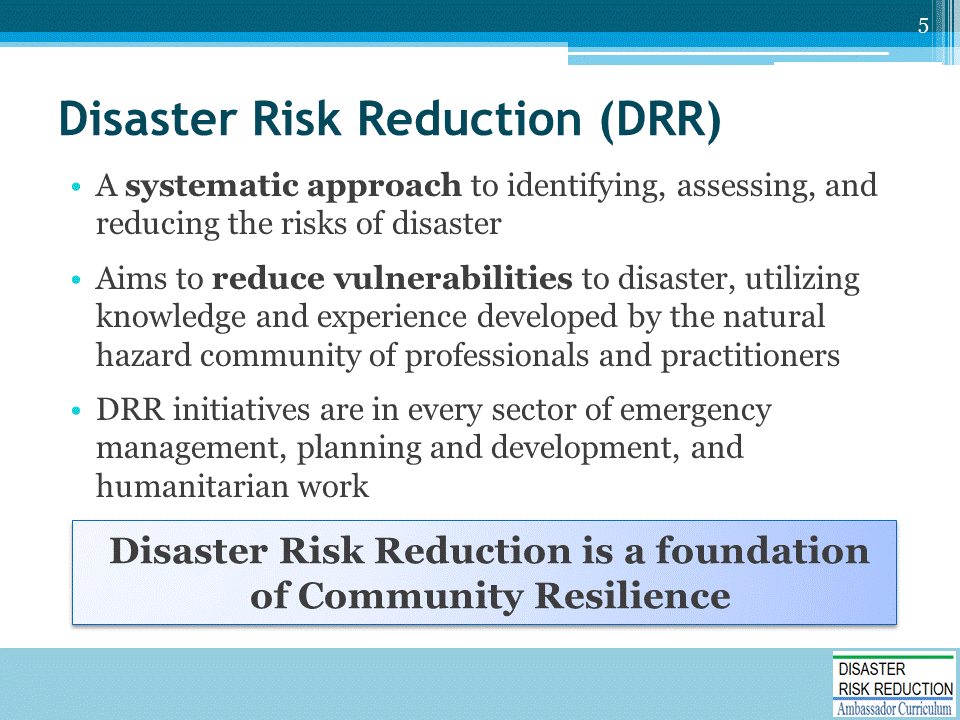 5
Disaster Risk Reduction (DRR)
• A systematic approach to identifying, assessing, and
reducing the risks of disaster
• Aims to reduce vulnerabilities to disaster, utilizing
knowledge and experience developed by the natural
hazard community of professionals and practitioners
• DRR initiatives are in every sector of emergency
management, planning and development, and
humanitarian work
Disaster Risk Reduction is a foundation
of Community Resilience
DISASTER
RISK REDUCTION
Ambassador Curriculum